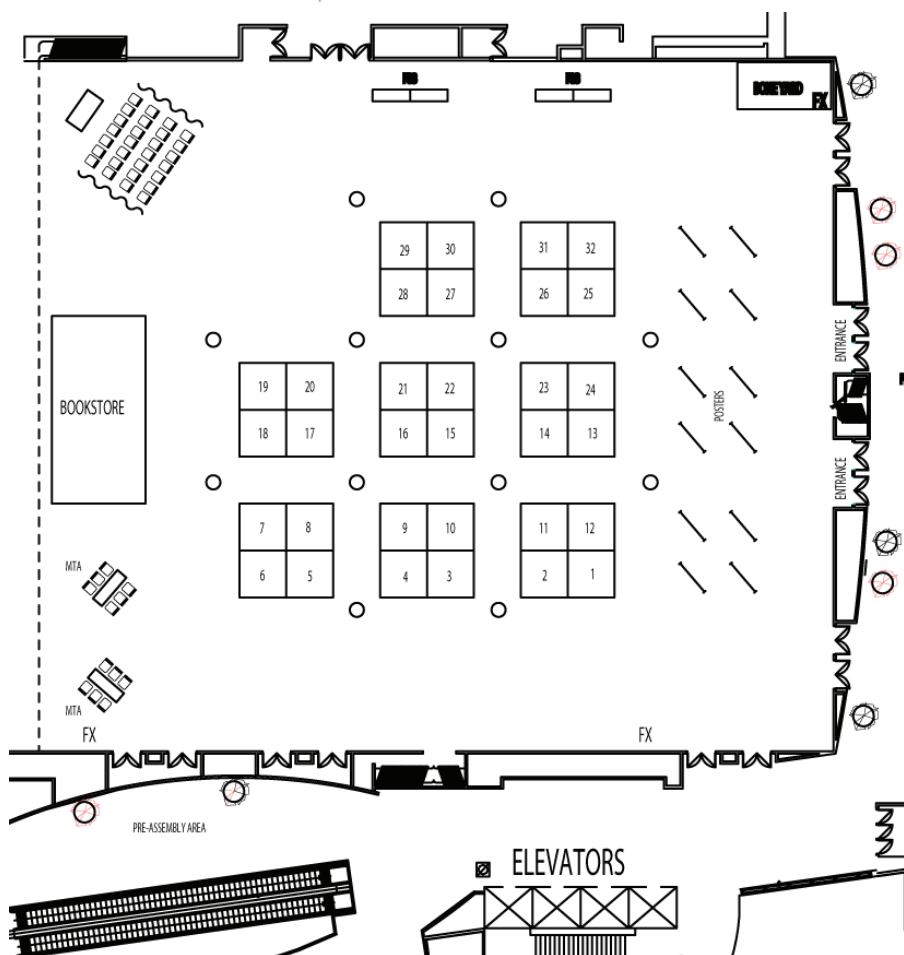 BONEYARD
FX
29 30 31 32
28 27 26 25
ENTRANCE
19 20 21 22 23 24
BOOKSTORE
POSTERS
18 17 16 15 14 13
ENTRANCE
7 8 9 10 11 12
MTA
6 5 4 3 2 1
MTA
FX FX
PRE-ASSEMBLY AREA
ELEVATORS